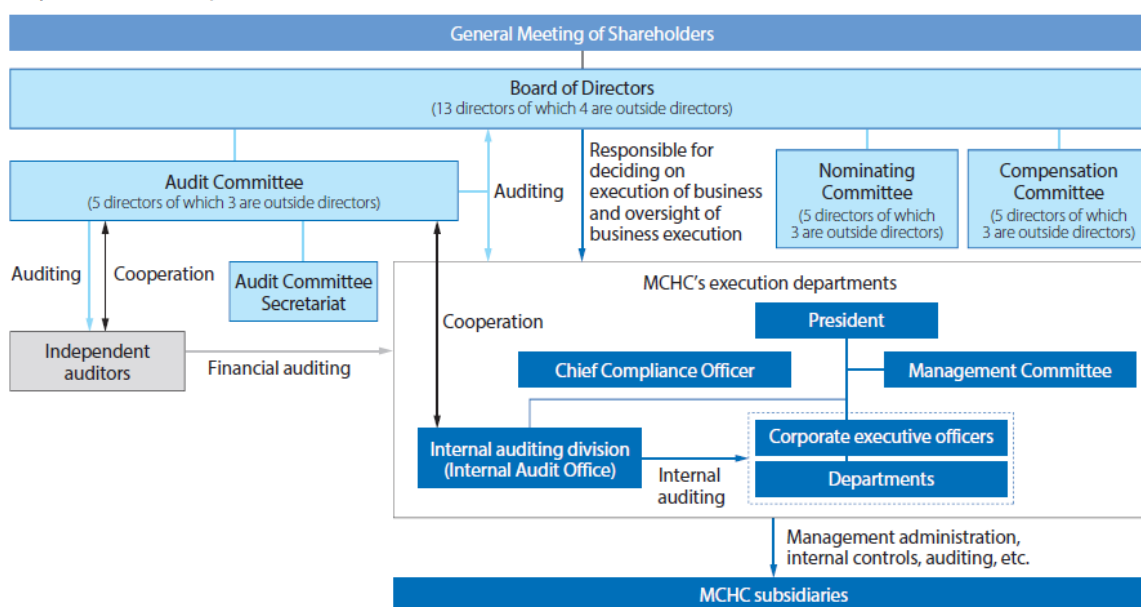 General Meeting of Shareholders
Board of Directors
(13 directors of which 4 are outside directors)
Audit Committee
(5 directors of which 3 are outside directors)
Auditing
Responsible for
deciding on
execution of business
and oversight of
business execution
Nominating
Committee
(5 directors of which
3 are outside directors)
Compensation
Committee
(5 directors of which
3 are outside directors)
Auditing
Cooperation
Audit Committee
Secretariat
Cooperation
Independent
auditors
Financial auditing
MCHC's execution departments
President
Chief Compliance Officer
Management Committee
Internal auditing division
(Internal Audit Office)
Internal
auditing
Corporate executive officers
Departments
Management administration,
internal controls, auditing, etc.
MCHC subsidiaries